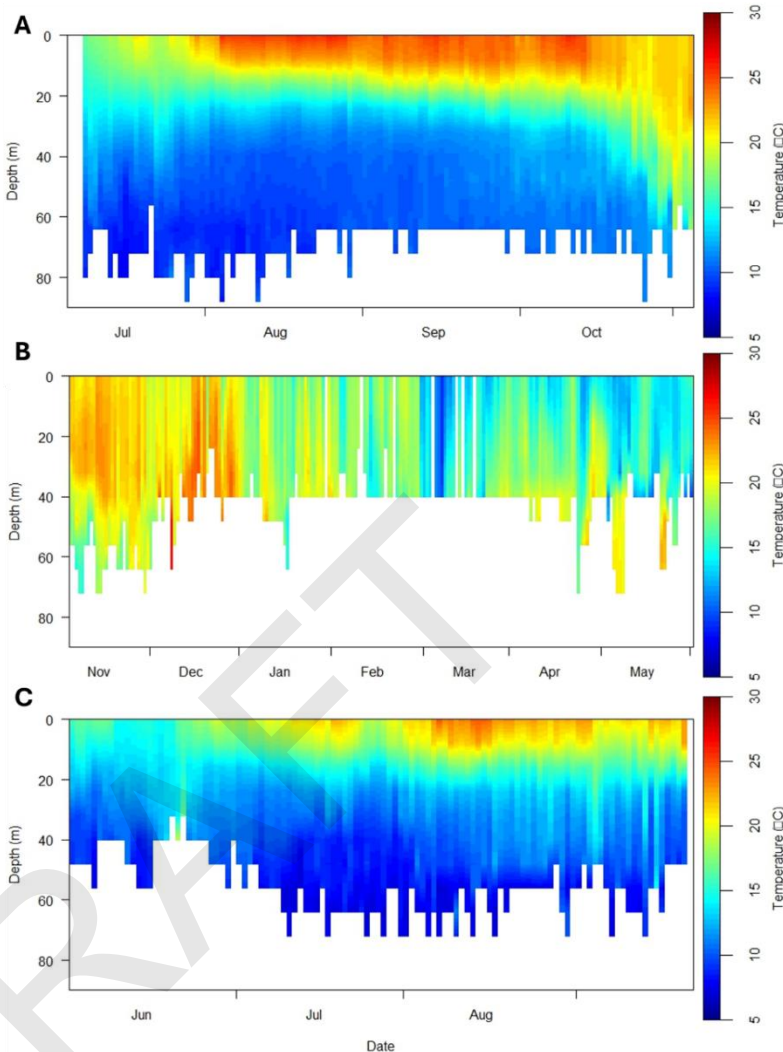 A
0
20
40
60
80
Depth (m)
Jul Aug Sep Oct
5 10 15 20 25 30
Temperature (□C)
B
0
20
40
60
80
Depth (m)
Nov Dec Jan Feb Mar Apr May
5 10 15 20 25 30
Temperature (□C)
C
0
20
40
60
80
Depth (m)
Jun Jul Aug
Date
5 10 15 20 25 30
Temperature (□C)
RAFT